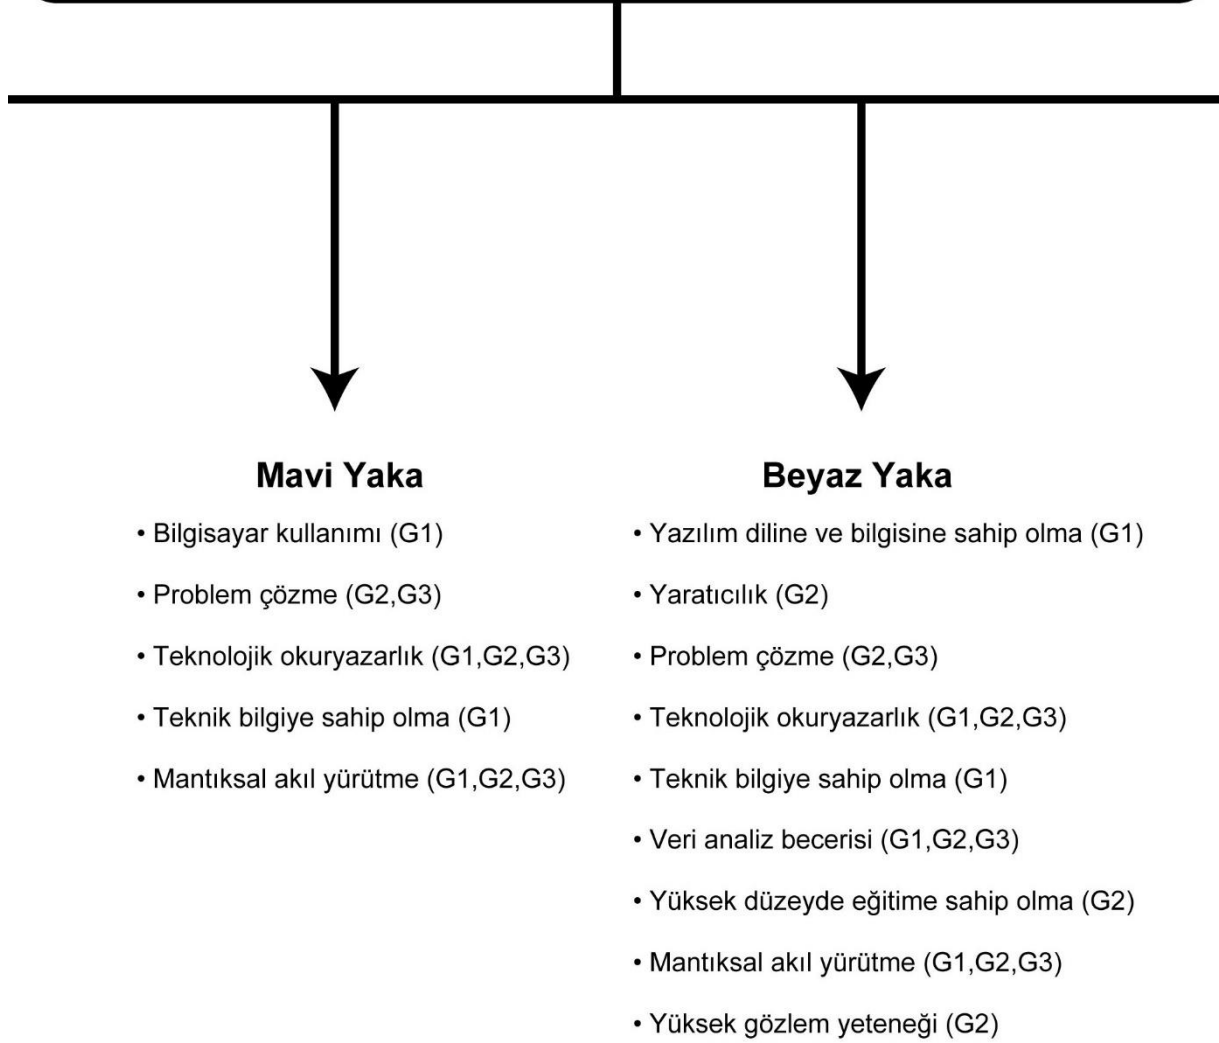 Mavi Yaka
• Bilgisayar kullanımı (G1)
• Problem çözme (G2,G3)
• Teknolojik okuryazarlık (G1,G2,G3)
• Teknik bilgiye sahip olma (G1)
• Mantıksal akıl yürütme (G1,G2,G3)
Beyaz Yaka
• Yazılım diline ve bilgisine sahip olma (G1)
• Yaratıcılık (G2)
• Problem çözme (G2,G3)
• Teknolojik okuryazarlık (G1,G2,G3)
• Teknik bilgiye sahip olma (G1)
• Veri analiz becerisi (G1,G2,G3)
• Yüksek düzeyde eğitime sahip olma (G2)
• Mantıksal akıl yürütme (G1,G2,G3)
• Yüksek gözlem yeteneği (G2)